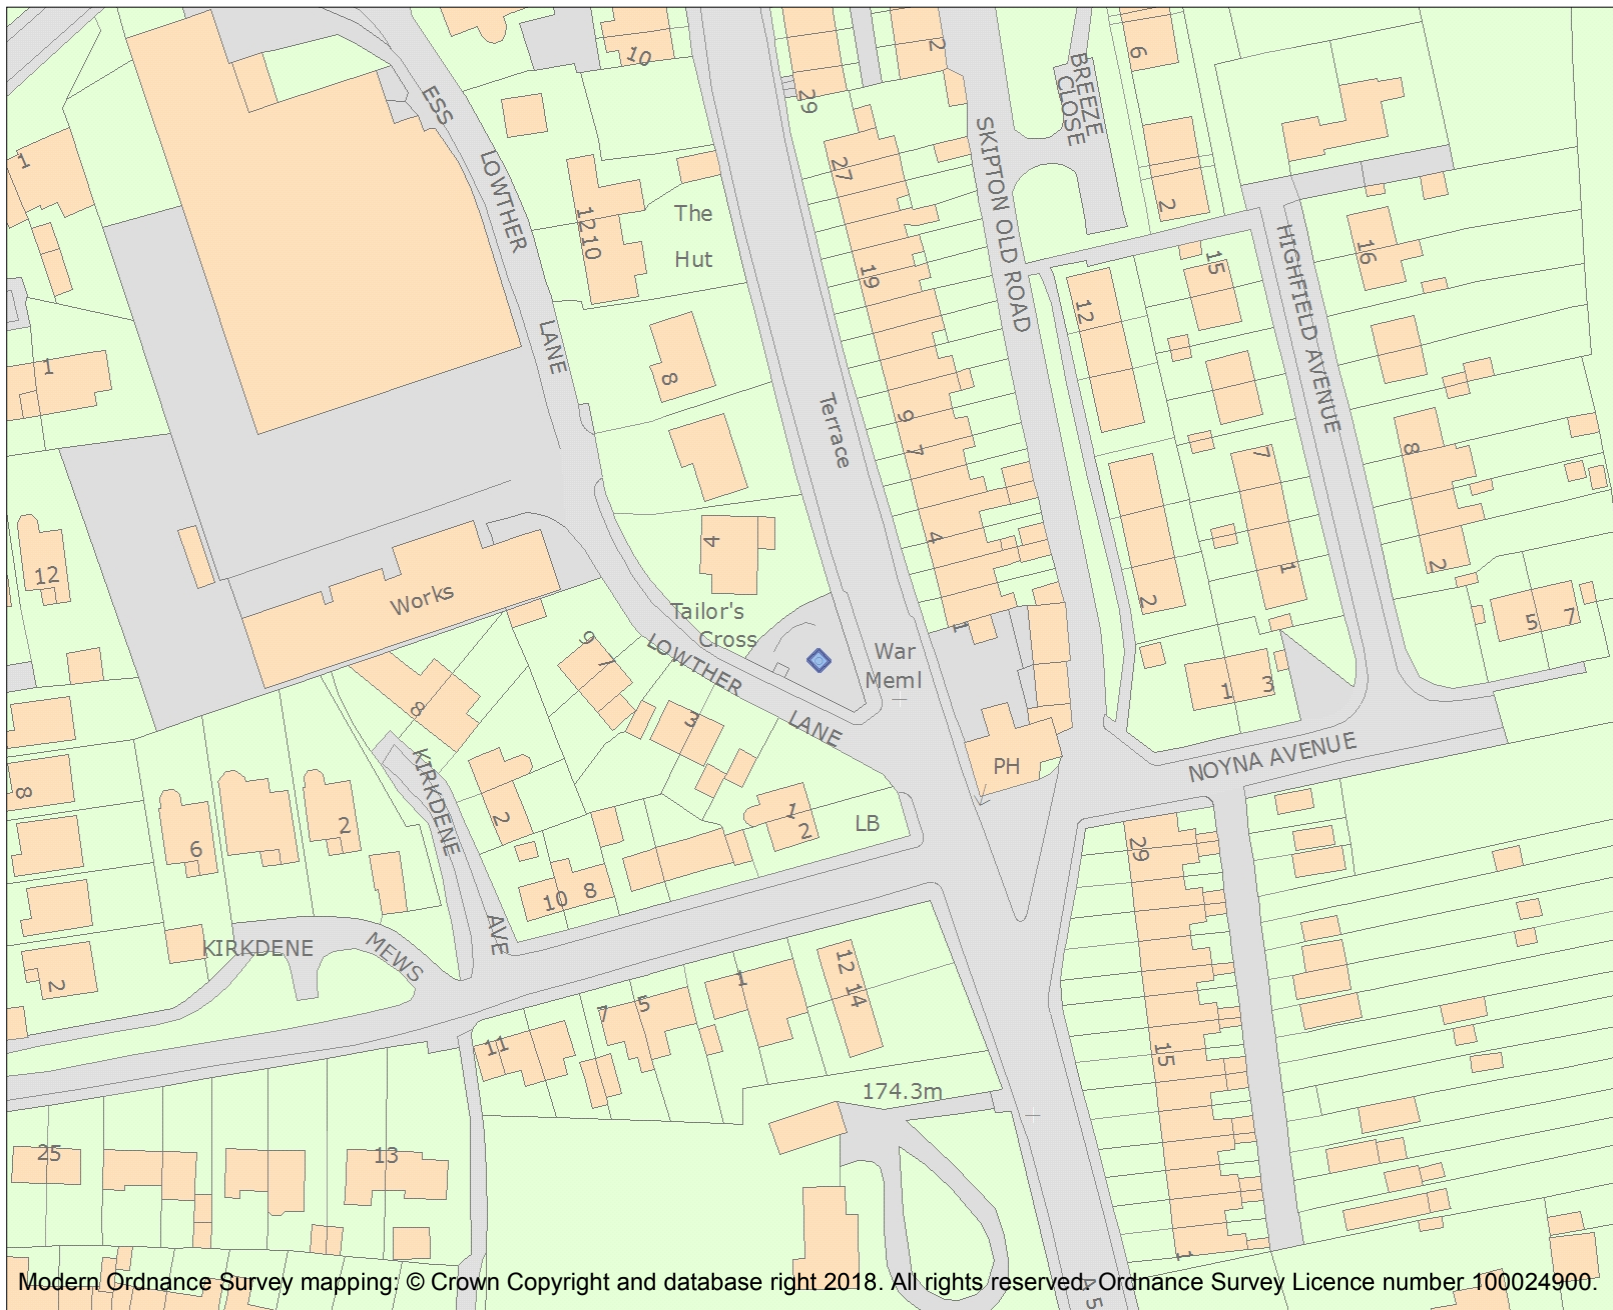 10
2
6
BREEZE
CLOSE
ESS
29
1
LOWTHER
27
SKIPTON OLD ROAD
2
The
Hut
12
10
19
15
16
HIGHFIELD AVENUE
12
LANE
1
8
Terrace
9
7
7
8
4
4
12
Works
2
1
2
5
7
Tailor's
Cross
1
War
Meml
9
7
LOWTHER
LANE
8
3
1
3
KIRKDENE
AVE
PH
NOYNA AVENUE
8
2
1
2
LB
6
2
29
10
8
KIRKDENE
MEWS
2
12
14
1
5
7
11
15
174.3m
25
13
1
Modern Ordnance Survey mapping: © Crown Copyright and database right 2018. All rights reserved. Ordnance Survey Licence number 100024900.